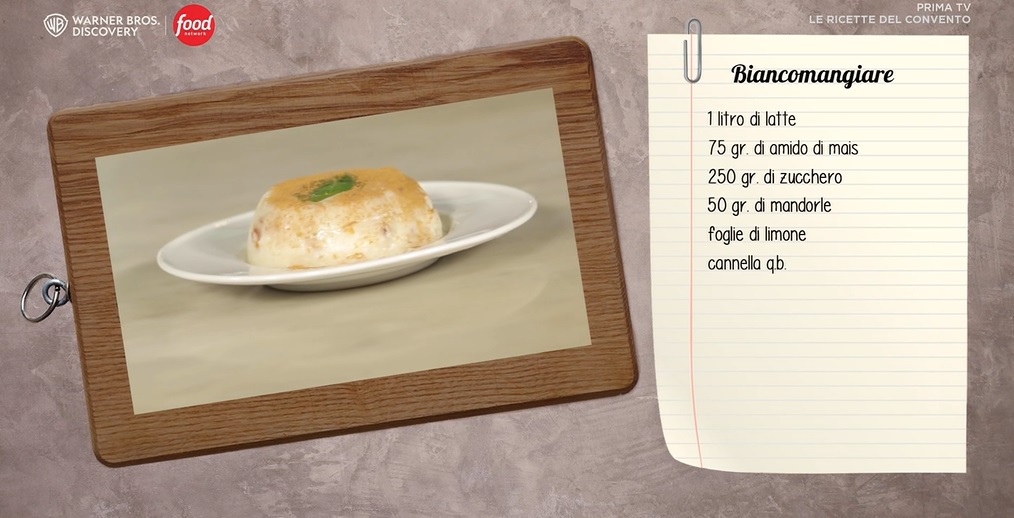 WARNER BROS.
DISCOVERY
food
network
PRIMA TV
LE RICETTE DEL CONVENTO
Biancomangiare
1 litro di latte
75 gr. di amido di mais
250 gr. di zucchero
50 gr. di mandorle
foglie di limone
cannella q.b.